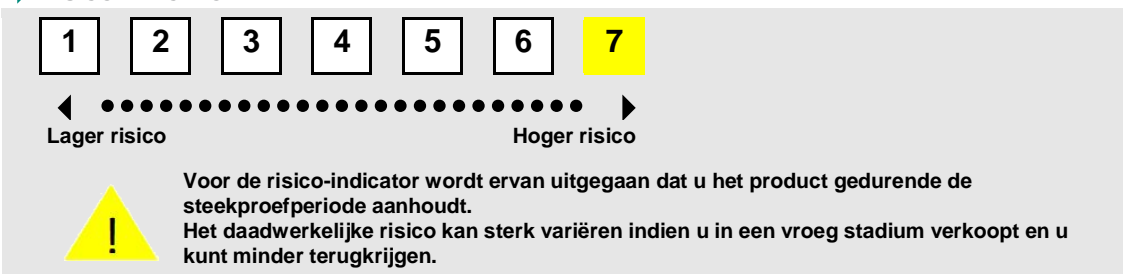 1 2 3 4 5 6 7
Lager risico Hoger risico
Voor de risico-indicator wordt ervan uitgegaan dat u het product gedurende de
steekproefperiode aanhoudt.
!
Het daadwerkelijke risico kan sterk variëren indien u in een vroeg stadium verkoopt en u
kunt minder terugkrijgen.